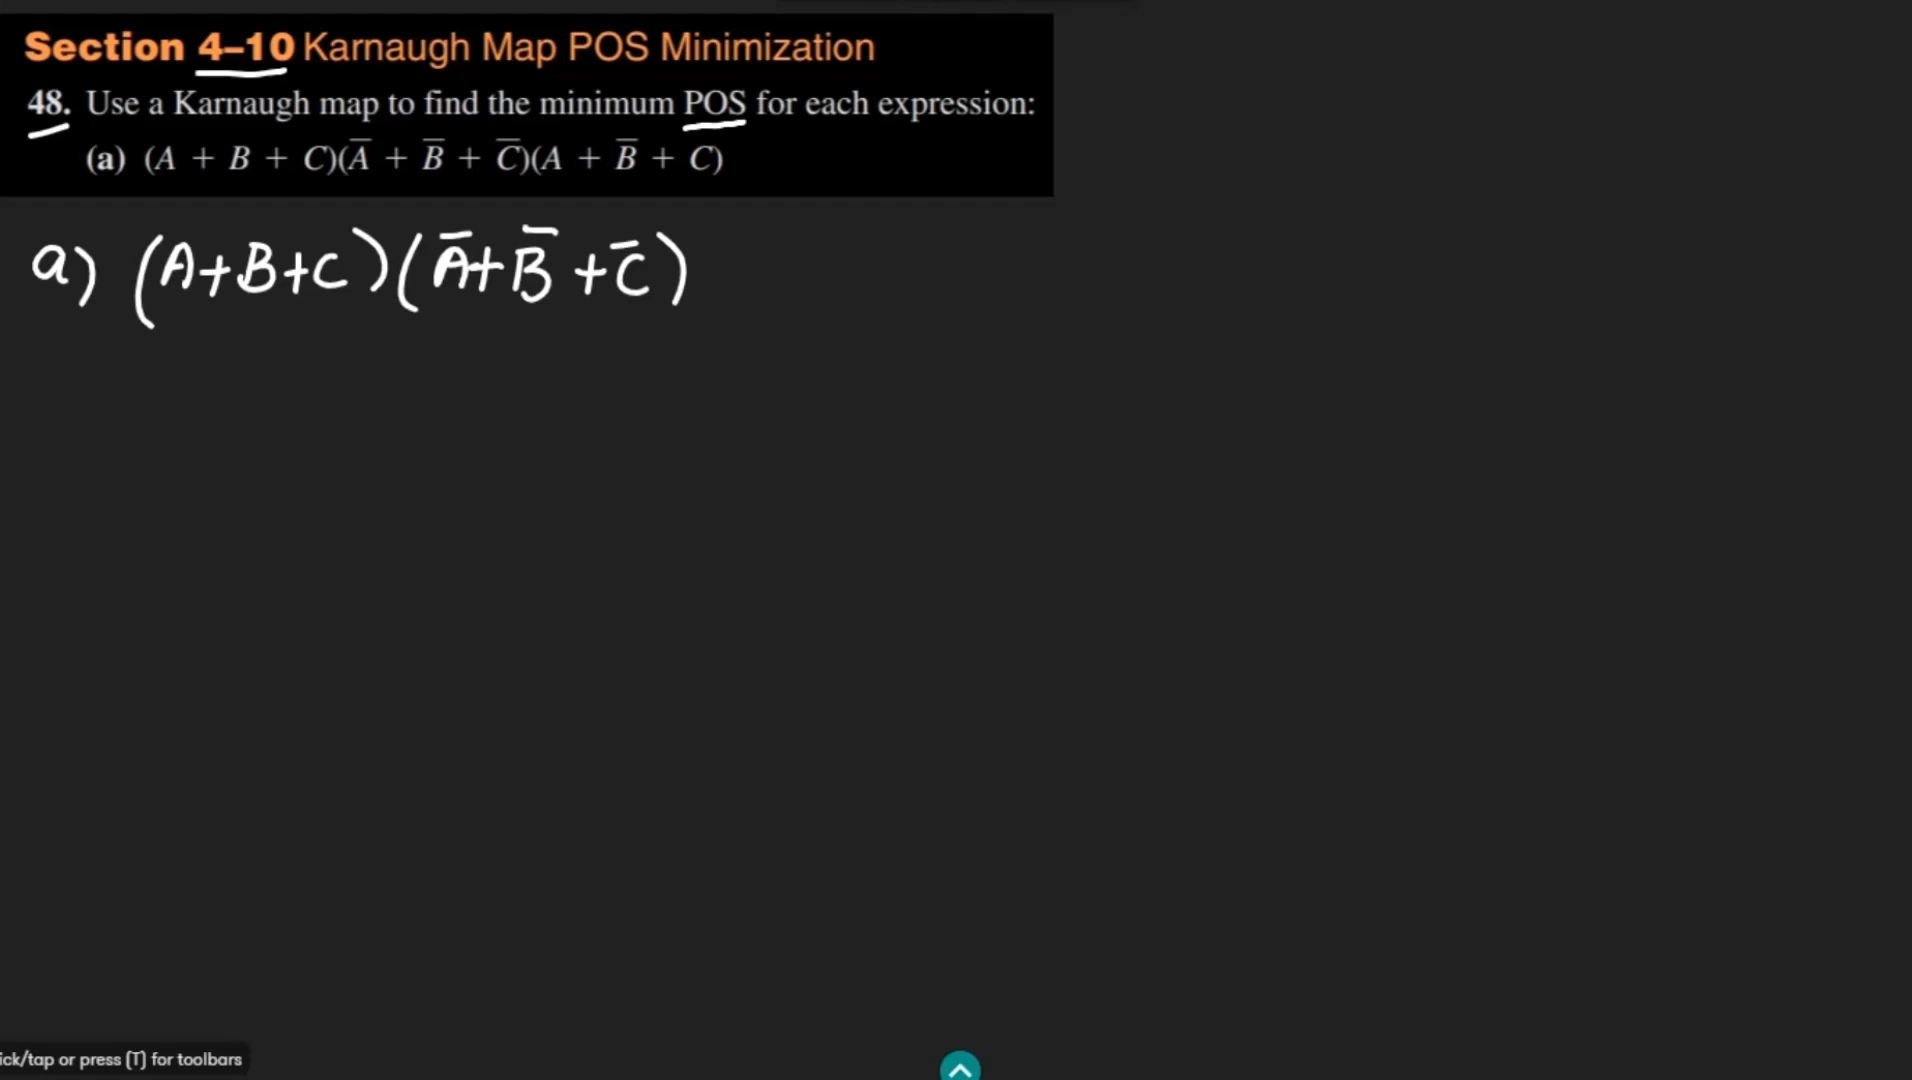 Section 4–10 Karnaugh Map POS Minimization
48. Use a Karnaugh map to find the minimum POS for each expression:
(a) (A + B + C)(A̅ + B̅ + C̅)(A + B̅ + C)
a) (A+B+C)(A̅+B̅+C̅)
ick/tap or press (T) for toolbars